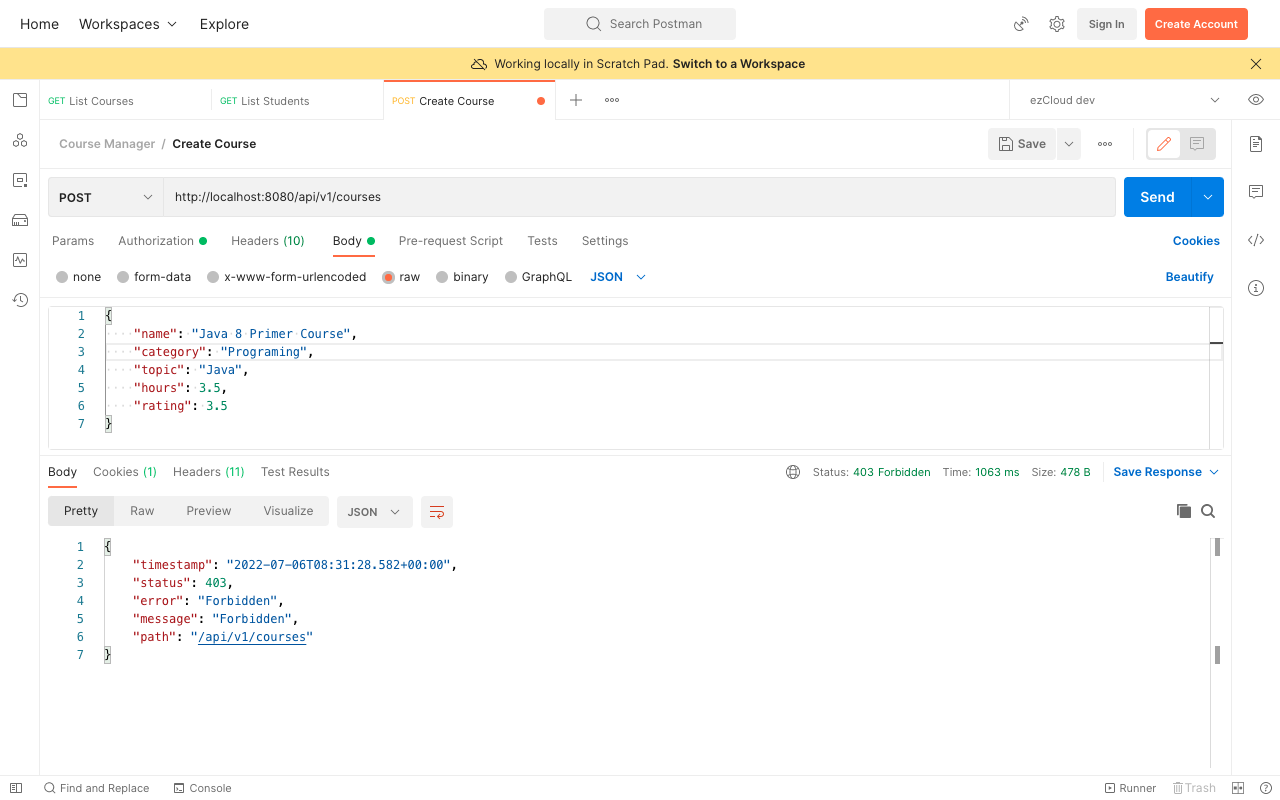 Home Workspaces Explore Search Postman Sign In Create Account
Working locally in Scratch Pad. Switch to a Workspace
GET List Courses GET List Students POST Create Course ezCloud dev
Course Manager / Create Course Save
POST http://localhost:8080/api/v1/courses Send
Params Authorization Headers (10) Body Pre-request Script Tests Settings Cookies
none form-data x-www-form-urlencoded raw binary GraphQL JSON Beautify
1 {
2 "name": "Java 8 Primer Course",
3 "category": "Programing",
4 "topic": "Java",
5 "hours": 3.5,
6 "rating": 3.5
7 }
Body Cookies (1) Headers (11) Test Results Status: 403 Forbidden Time: 1063 ms Size: 478 B Save Response
Pretty Raw Preview Visualize JSON
1 {
2 "timestamp": "2022-07-06T08:31:28.582+00:00",
3 "status": 403,
4 "error": "Forbidden",
5 "message": "Forbidden",
6 "path": "/api/v1/courses"
7 }
Find and Replace Console Runner Trash